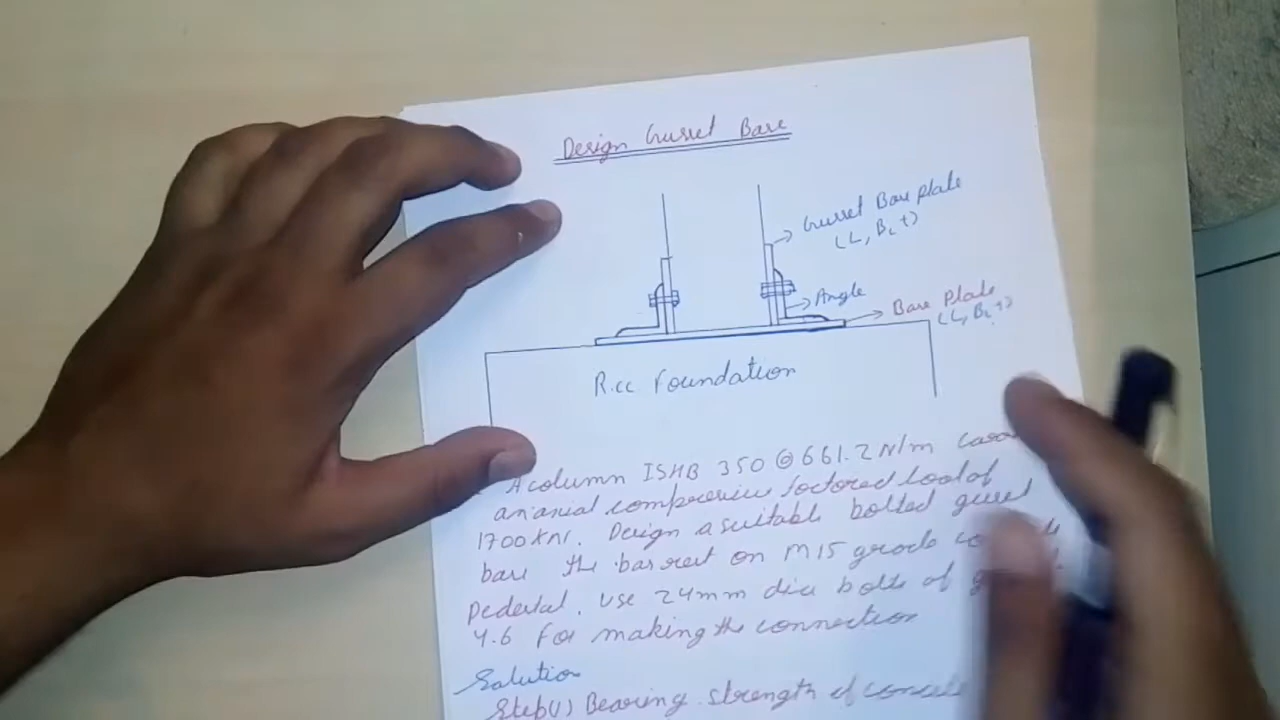 Design Gusset Base
Gusset Base Plate
(L, B, t)
Angle
Base Plate
(L, B, t)
R.cc Foundation
A column ISHB 350 @ 661.2 N/m
an axial compressive factored load of
1700 KN. Design a suitable bolted gusset
base the bas rest on M15 grade
Pedestal. Use 24mm dia bolts of
4.6 For making the connection
Solution
Step(1) Bearing strength of